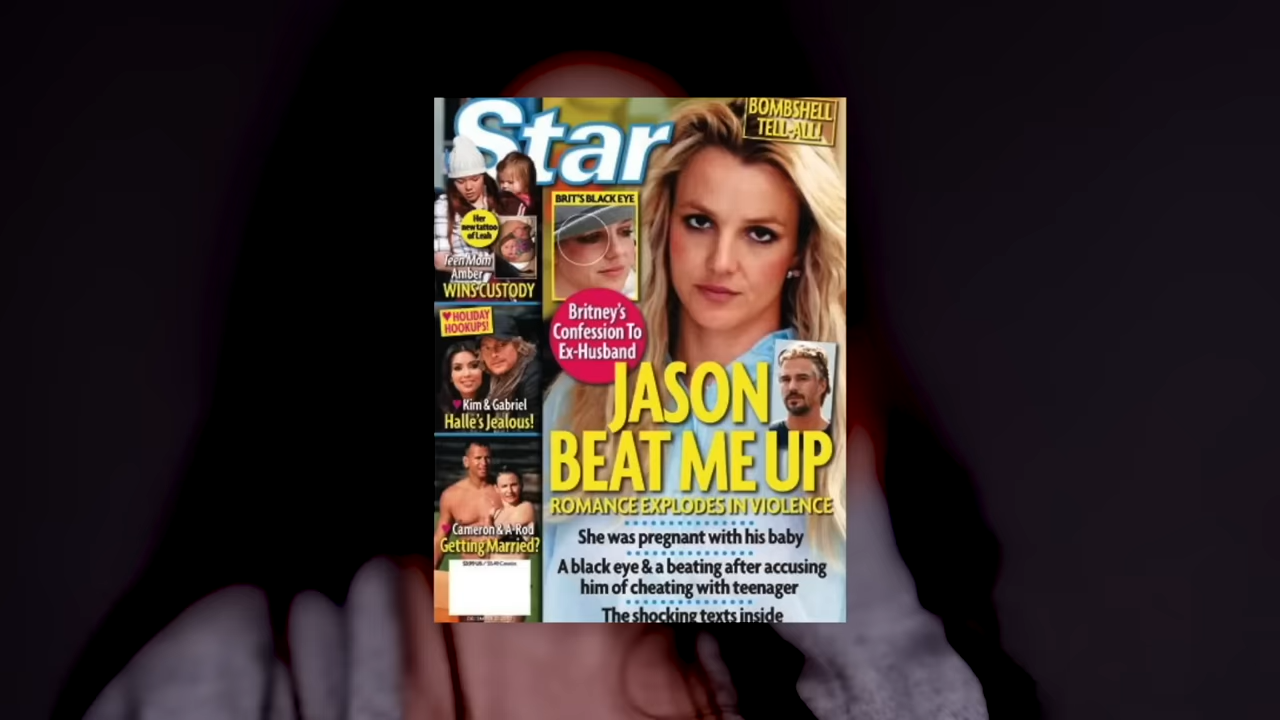 Star
BOMBSHELL
TELL-ALL!
BRIT'S BLACK EYE
Her
new tattoo
of Leah
Teen Mom
Amber
WINS CUSTODY
HOLIDAY
HOOKUPS!
Kim & Gabriel
Halle's Jealous!
Cameron & A-Rod
Getting Married?
Britney's
Confession To
Ex-Husband
JASON
BEAT ME UP
ROMANCE EXPLODES IN VIOLENCE
She was pregnant with his baby
A black eye & a beating after accusing
him of cheating with teenager
The shocking texts inside